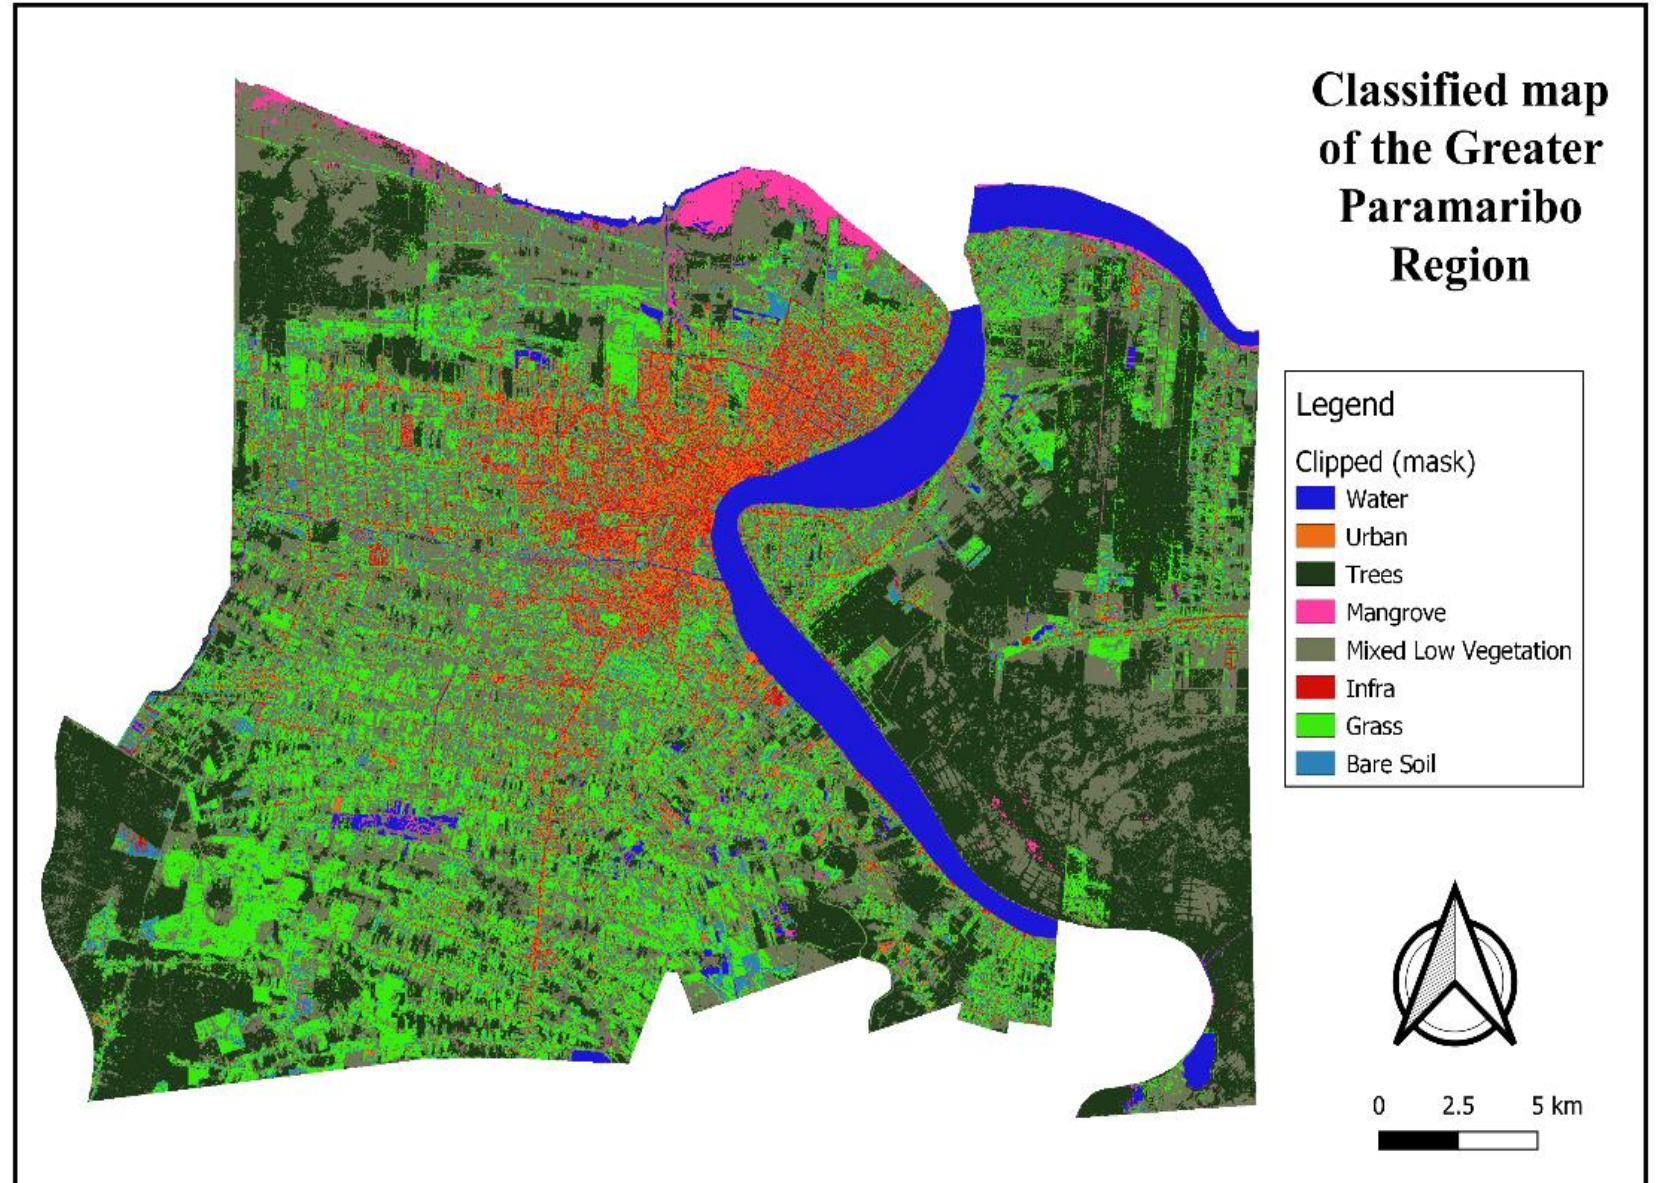 Classified map
of the Greater
Paramaribo
Region
Legend
Clipped (mask)
Water
Urban
Trees
Mangrove
Mixed Low Vegetation
Infra
Grass
Bare Soil
0 2.5 5 km